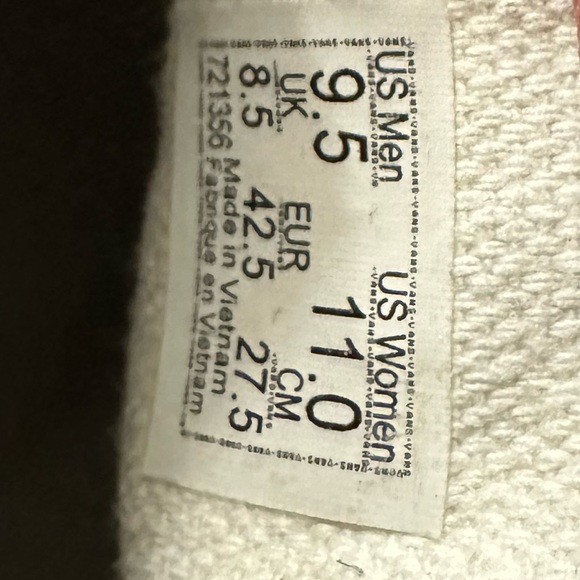 US Men US Women
9.5 11.0
UK EUR CM
8.5 42.5 27.5
721356 Made in Vietnam
Fabriqué en Vietnam